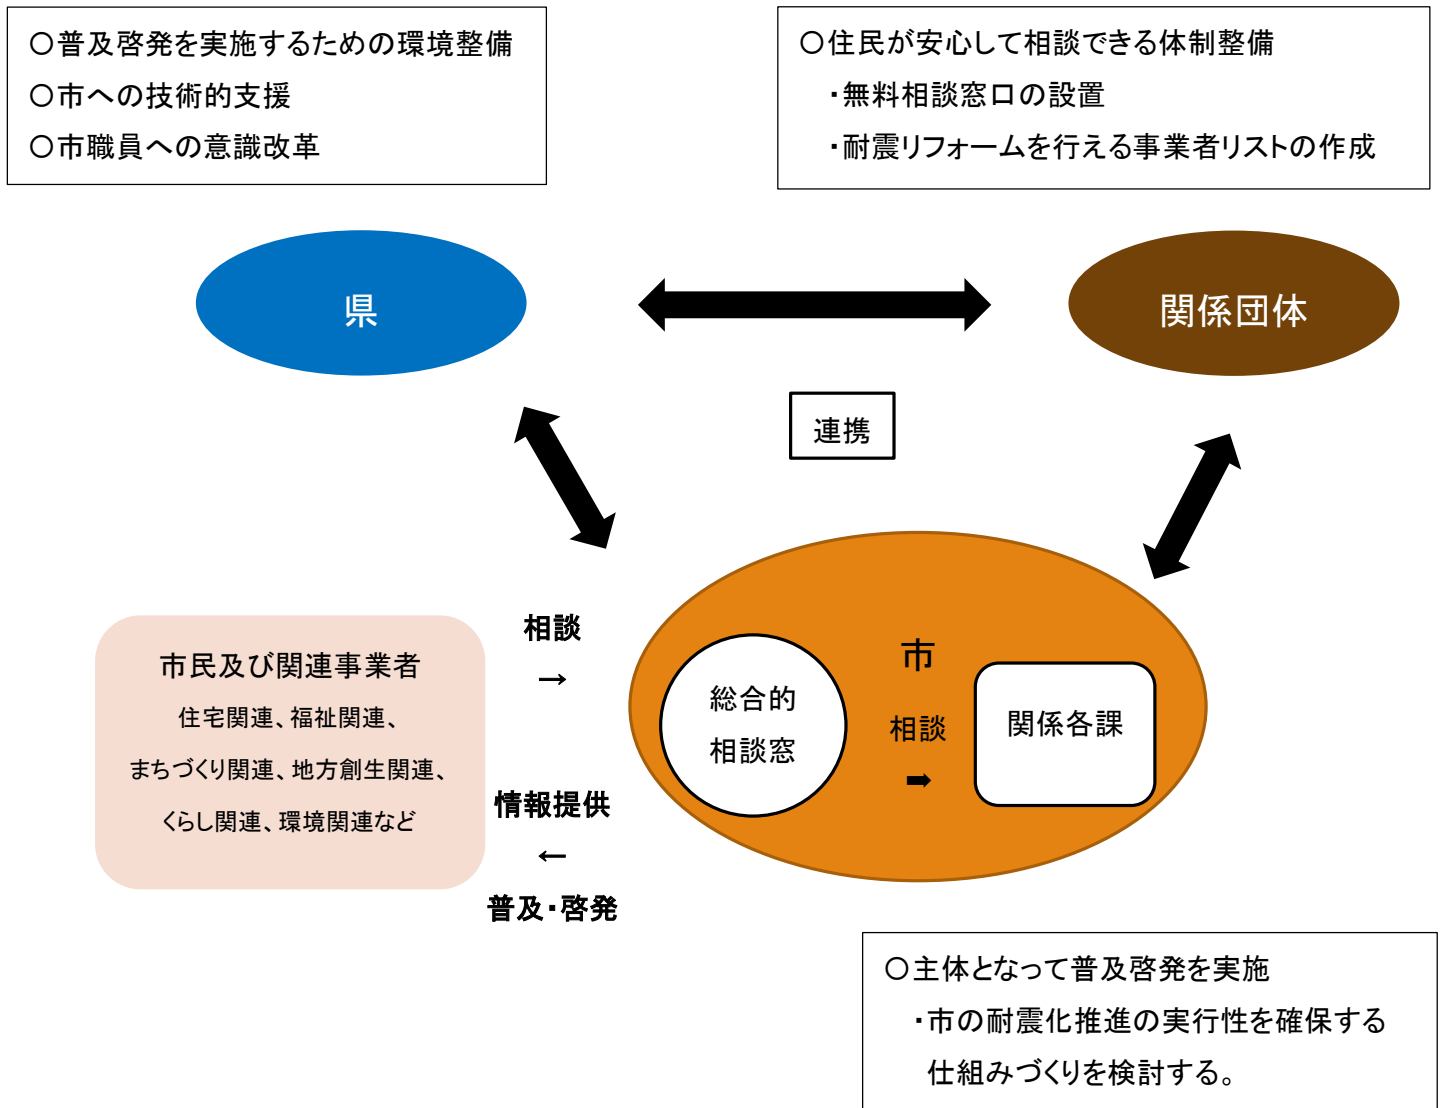 〇普及啓発を実施するための環境整備
〇市への技術的支援
〇市職員への意識改革
〇住民が安心して相談できる体制整備
・無料相談窓口の設置
・耐震リフォームを行える事業者リストの作成
県
関係団体
連携
市民及び関連事業者
住宅関連、福祉関連、
まちづくり関連、地方創生関連、
くらし関連、環境関連など
相談
→
情報提供
←
普及・啓発
市
総合的
相談窓
相談
➡
関係各課
〇主体となって普及啓発を実施
・市の耐震化推進の実行性を確保する
仕組みづくりを検討する。